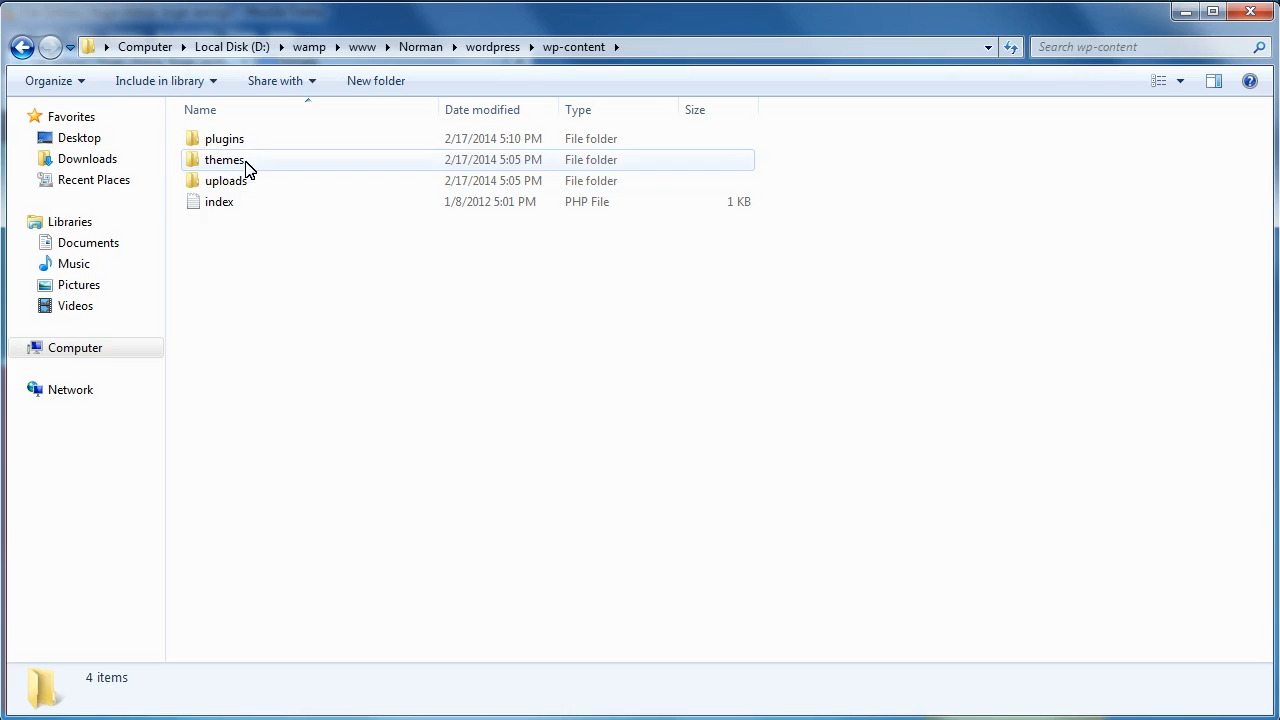 Computer Local Disk (D:) wamp www Norman wordpress wp-content Search wp-content
Organize Include in library Share with New folder
Name Date modified Type Size
Favorites
Desktop
Downloads
Recent Places
Libraries
Documents
Music
Pictures
Videos
Computer
Network
plugins 2/17/2014 5:10 PM File folder
themes 2/17/2014 5:05 PM File folder
uploads 2/17/2014 5:05 PM File folder
index 1/8/2012 5:01 PM PHP File 1 KB
4 items